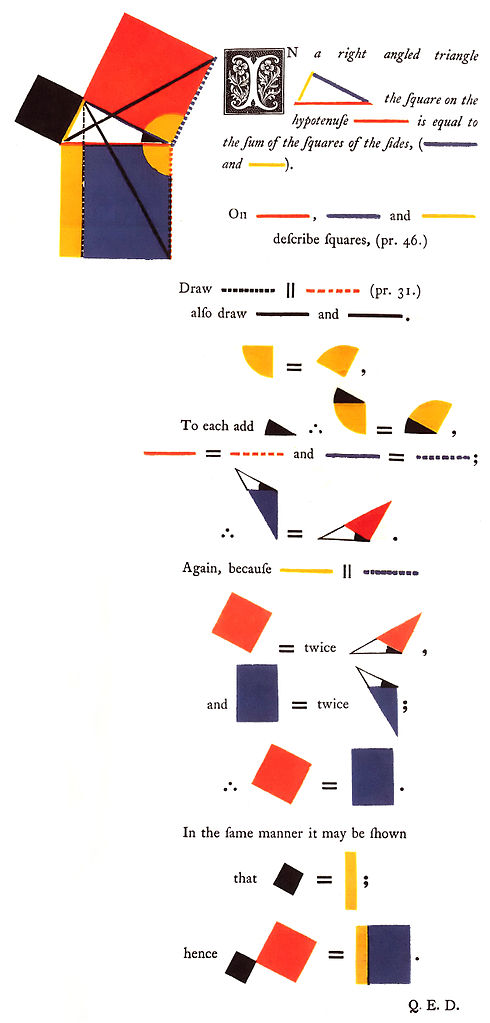 IN a right angled triangle
the ſquare on the
hypotenuſe is equal to
the ſum of the ſquares of the ſides, (
and ).
On , and
deſcribe ſquares, (pr. 46.)
Draw || (pr. 31.)
alſo draw and .
= ,
To each add ∴ = ,
= and = ;
∴ = .
Again, becauſe ||
= twice ,
and = twice ;
∴ = .
In the ſame manner it may be ſhown
that = ;
hence = .
Q. E. D.